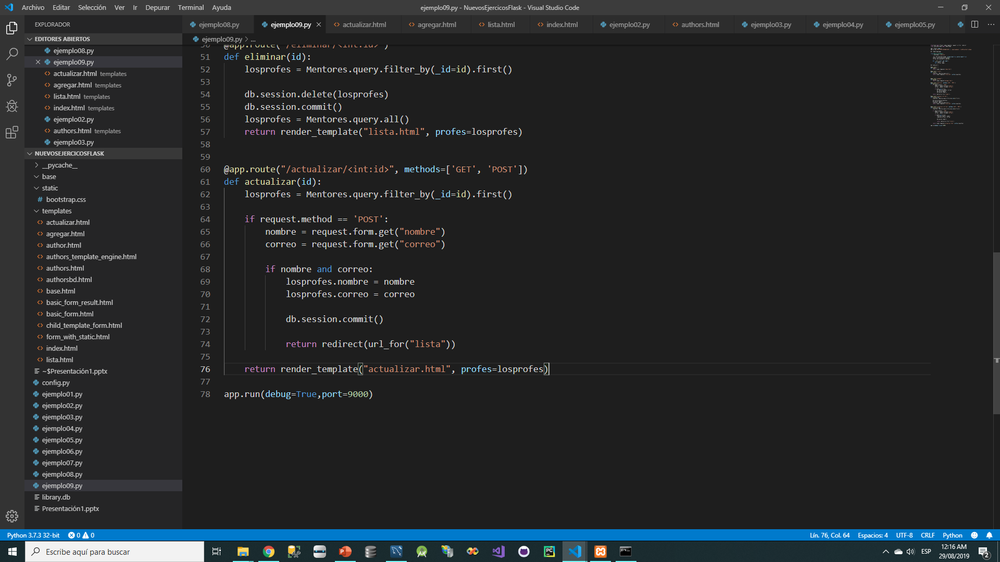 Archivo Editar Selección Ver Ir Depurar Terminal Ayuda
ejemplo09.py - NuevosEjercicosFlask - Visual Studio Code
EXPLORADOR
EDITORES ABIERTOS
ejemplo08.py
ejemplo09.py
actualizar.html templates
agregar.html templates
lista.html templates
index.html templates
ejemplo02.py
authors.html templates
ejemplo03.py
NUEVOSEJERCICOSFLASK
__pycache__
base
static
bootstrap.css
templates
actualizar.html
agregar.html
author.html
authors_template_engine.html
authors.html
authorsbd.html
base.html
basic_form_result.html
basic_form.html
child_template_form.html
form_with_static.html
index.html
lista.html
~$Presentación1.pptx
config.py
ejemplo01.py
ejemplo02.py
ejemplo03.py
ejemplo04.py
ejemplo05.py
ejemplo06.py
ejemplo07.py
ejemplo08.py
ejemplo09.py
library.db
Presentación1.pptx
ejemplo08.py ejemplo09.py actualizar.html agregar.html lista.html index.html ejemplo02.py authors.html ejemplo03.py ejemplo04.py ejemplo05.py
ejemplo09.py > ...
50 @app.route("/eliminar/<int:id>")
51 def eliminar(id):
52 losprofes = Mentores.query.filter_by(_id=id).first()
53
54 db.session.delete(losprofes)
55 db.session.commit()
56 losprofes = Mentores.query.all()
57 return render_template("lista.html", profes=losprofes)
58
59
60 @app.route("/actualizar/<int:id>", methods=['GET', 'POST'])
61 def actualizar(id):
62 losprofes = Mentores.query.filter_by(_id=id).first()
63
64 if request.method == 'POST':
65 nombre = request.form.get("nombre")
66 correo = request.form.get("correo")
67
68 if nombre and correo:
69 losprofes.nombre = nombre
70 losprofes.correo = correo
71
72 db.session.commit()
73
74 return redirect(url_for("lista"))
75
76 return render_template("actualizar.html", profes=losprofes)
77
78 app.run(debug=True,port=9000)
Python 3.7.3 32-bit 0 0
Lín. 76, Col. 64 Espacios: 4 UTF-8 CRLF Python
Escribe aquí para buscar
ESP
12:16 AM
29/08/2019
2